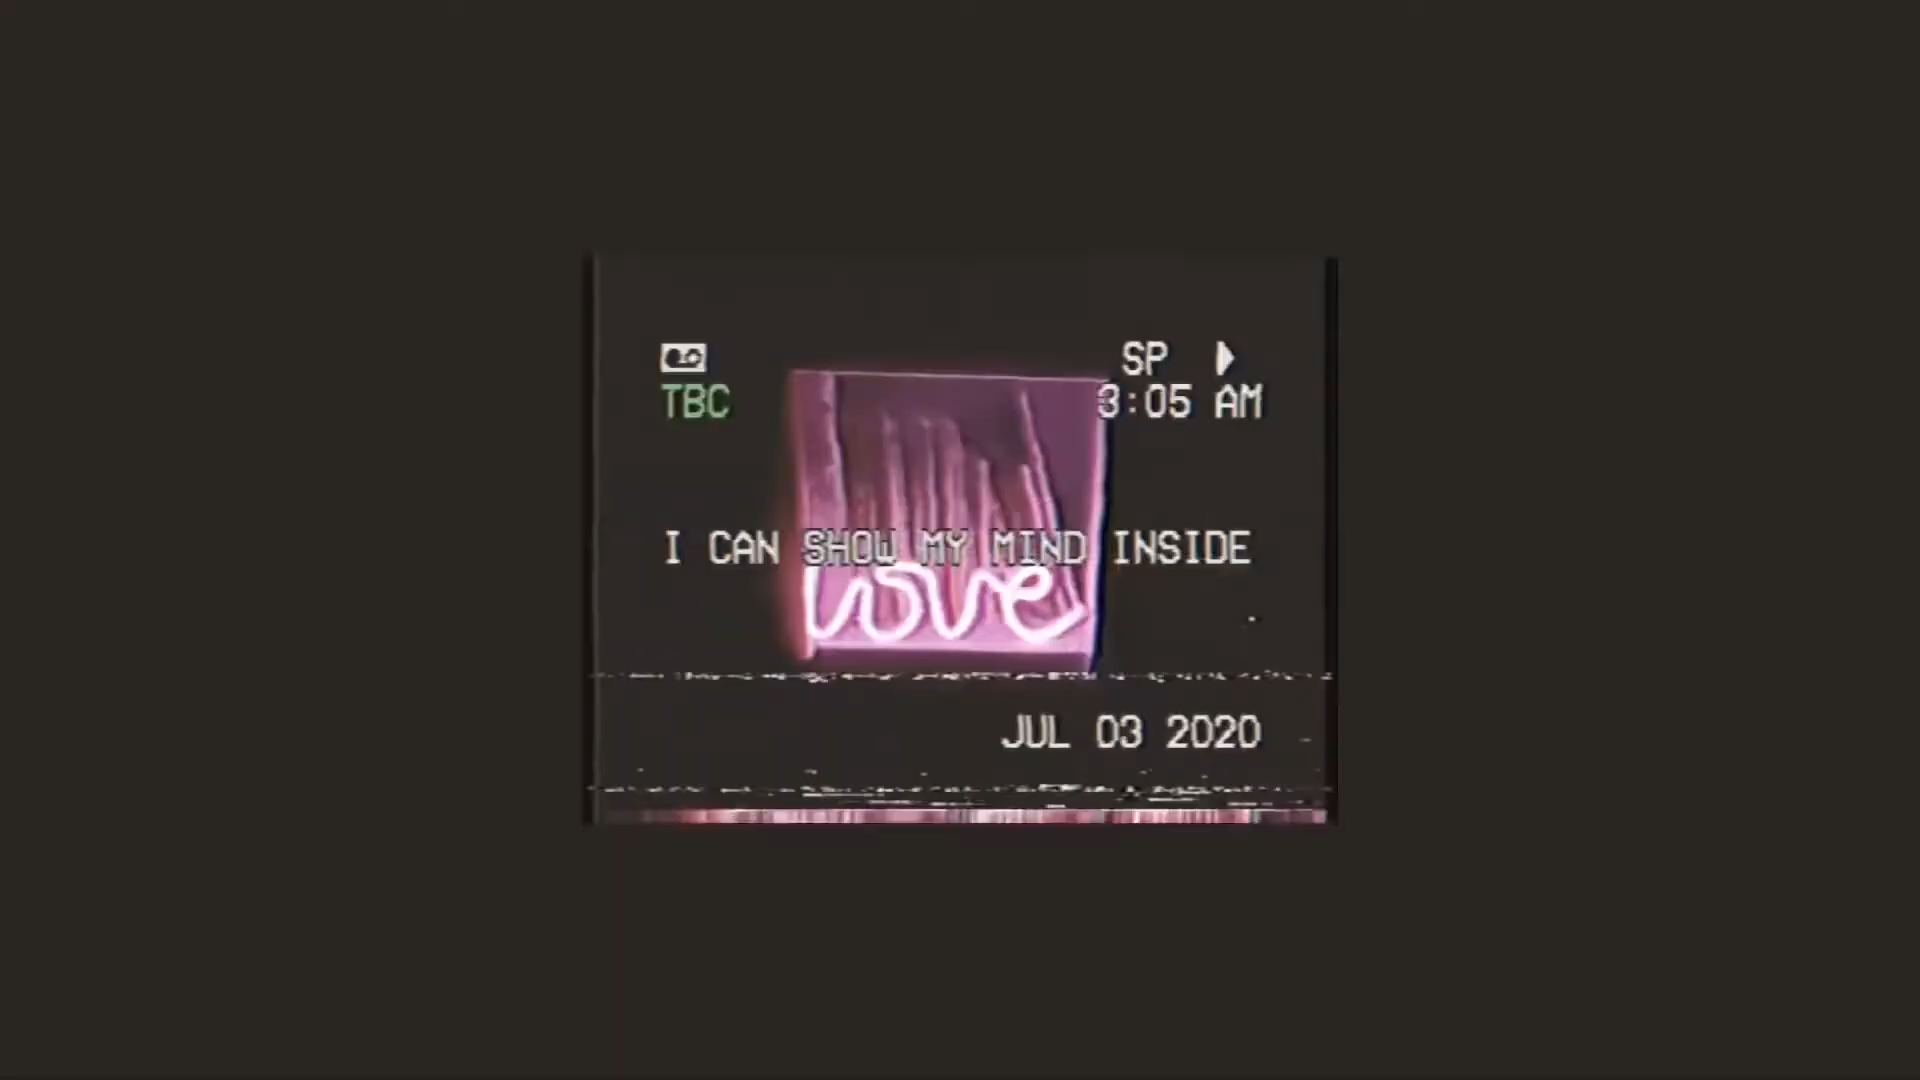 SP
TBC 3:05 AM
I CAN SHOW MY MIND INSIDE
love
JUL 03 2020